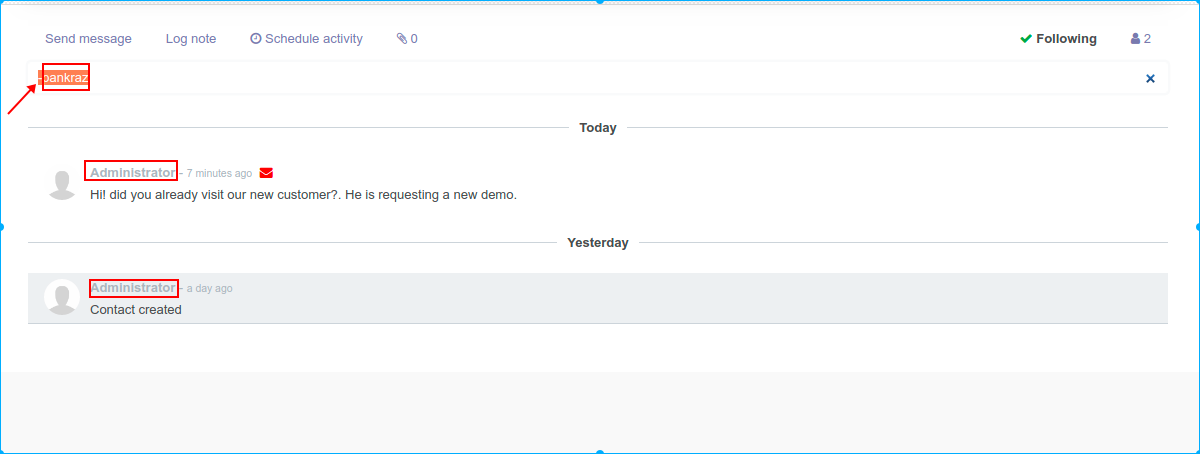 Send message Log note Schedule activity 0 Following 2
-pankraz ×
Today
Administrator - 7 minutes ago
Hi! did you already visit our new customer?. He is requesting a new demo.
Yesterday
Administrator - a day ago
Contact created